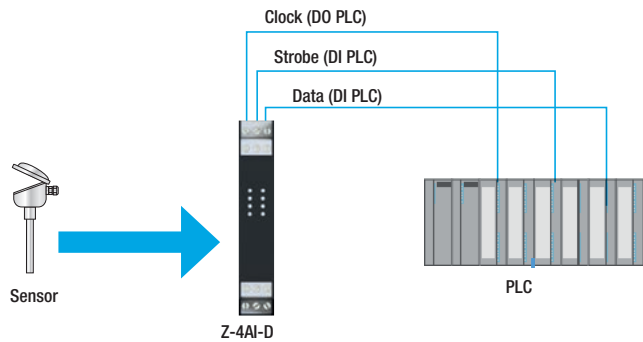 Clock (DO PLC)
Strobe (DI PLC)
Data (DI PLC)
Sensor
PLC
Z-4AI-D